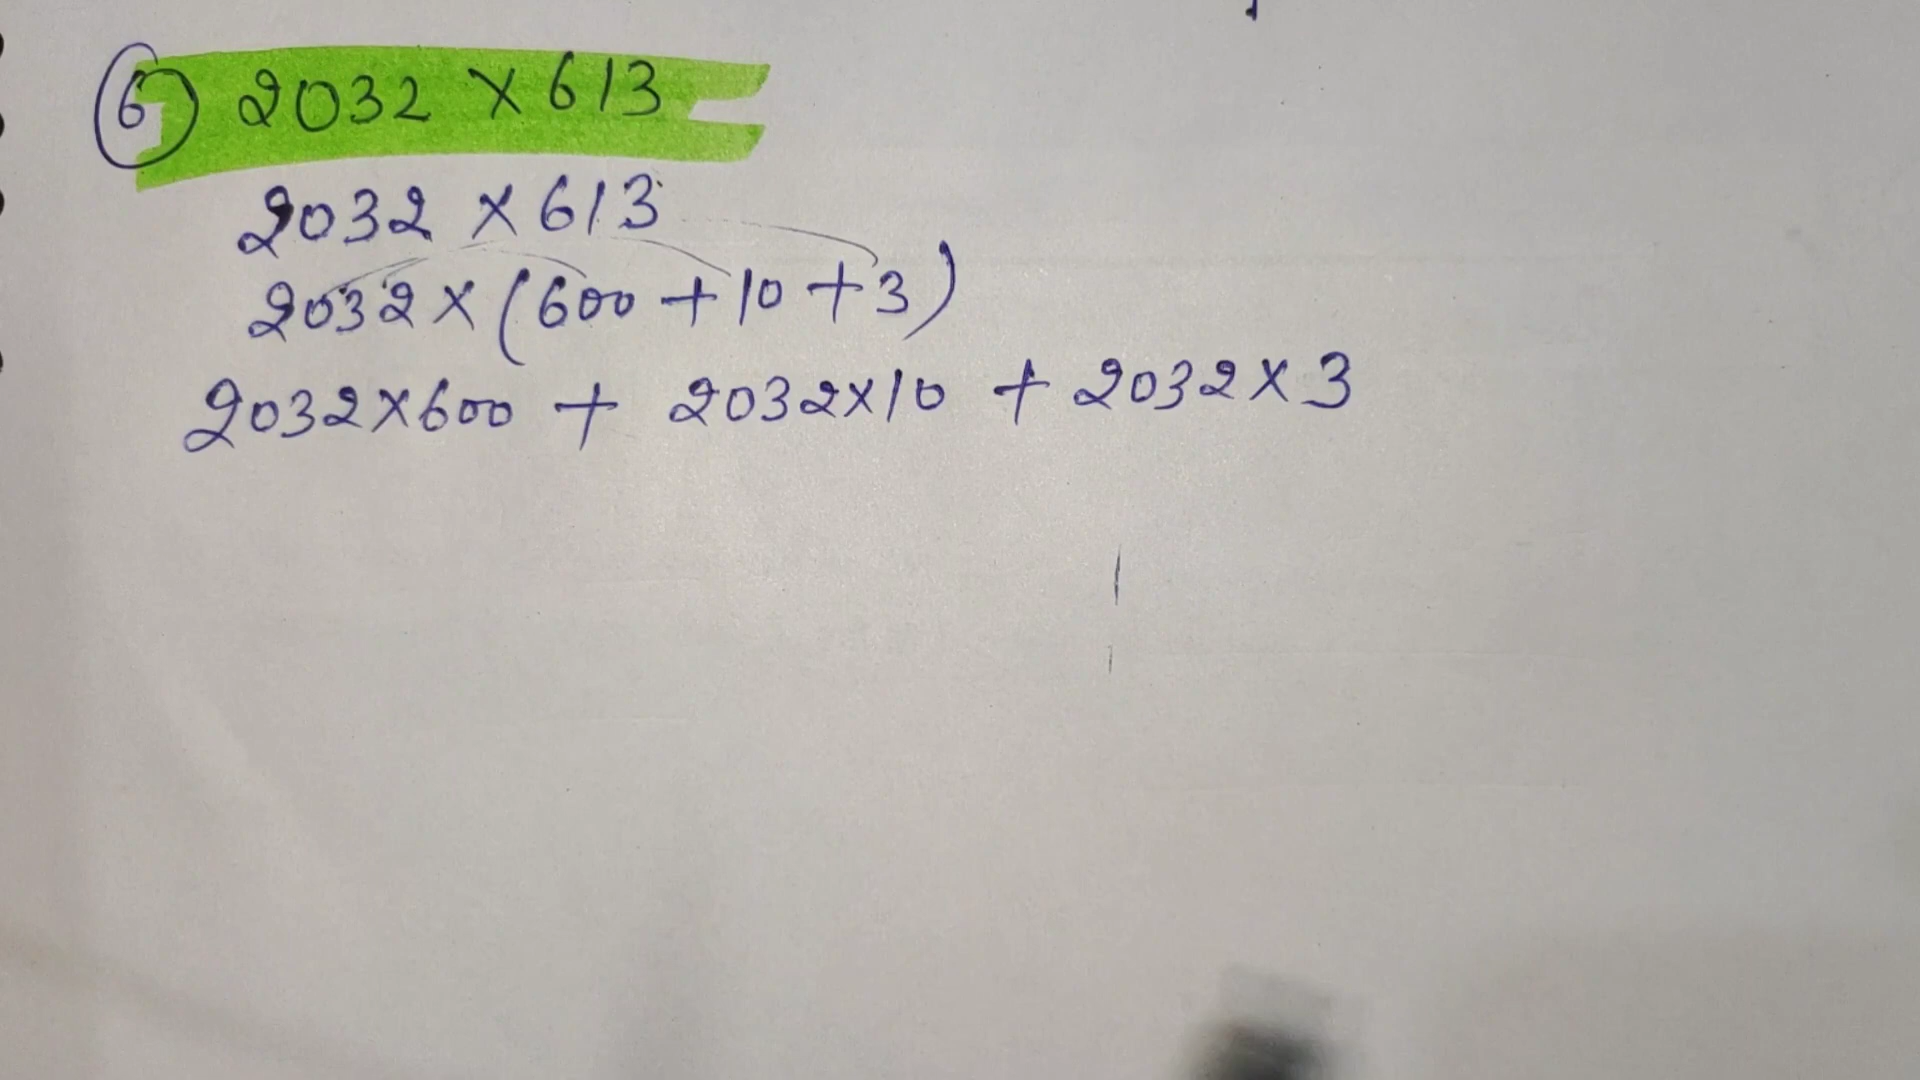 6 2032 × 613
2032 × 613
2032 × (600 + 10 + 3)
2032×600 + 2032×10 + 2032 × 3